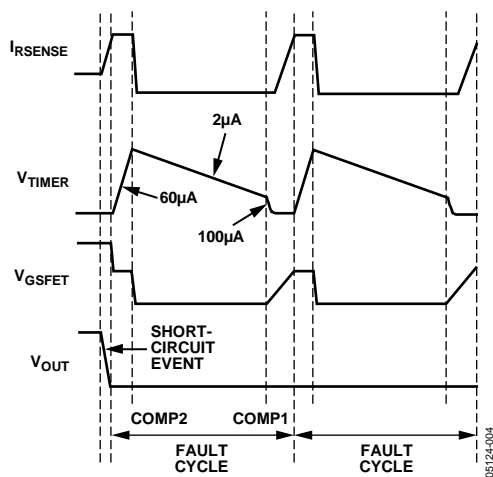 IRSENSE
2µA
VTIMER
60µA
100µA
VGSFET
SHORT-
CIRCUIT
EVENT
VOUT
COMP2
COMP1
FAULT
CYCLE
FAULT
CYCLE
05124-004